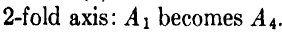 2-fold axis: A₁ becomes A₄.